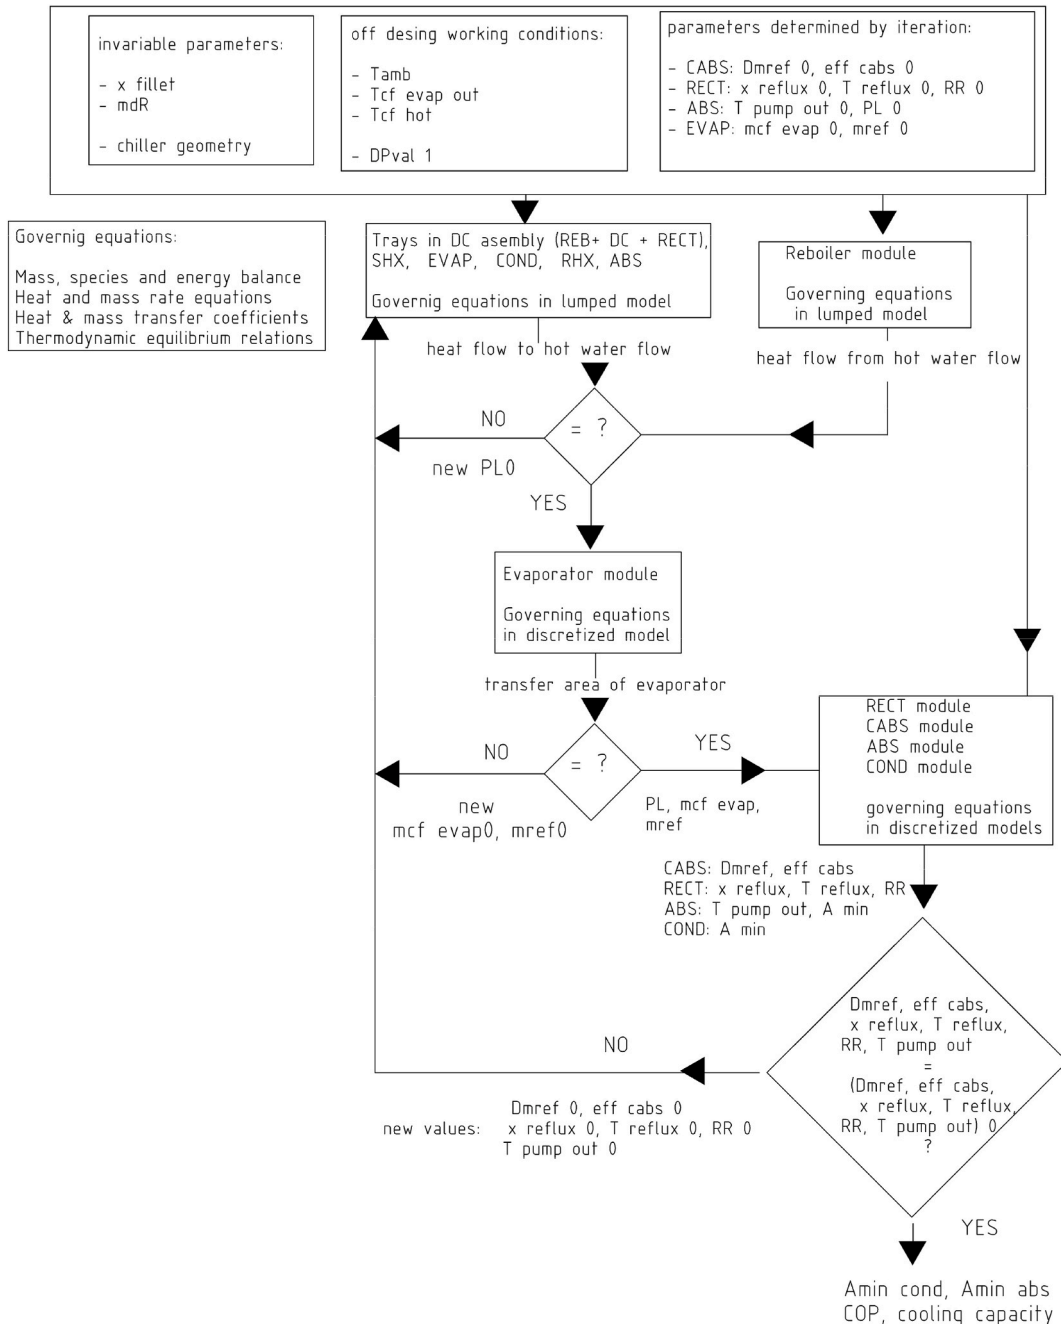 invariable parameters:
- x fillet
- mdR
- chiller geometry
off desing working conditions:
- Tamb
- Tcf evap out
- Tcf hot
- DPval 1
parameters determined by iteration:
- CABS: Dmref 0, eff cabs 0
- RECT: x reflux 0, T reflux 0, RR 0
- ABS: T pump out 0, PL 0
- EVAP: mcf evap 0, mref 0
Governig equations:
Mass, species and energy balance
Heat and mass rate equations
Heat & mass transfer coefficients
Thermodynamic equilibrium relations
Trays in DC asembly (REB+ DC + RECT),
SHX, EVAP, COND, RHX, ABS
Governig equations in lumped model
Reboiler module
Governing equations
in lumped model
heat flow to hot water flow
heat flow from hot water flow
= ?
NO
new PL0
YES
Evaporator module
Governing equations
in discretized model
transfer area of evaporator
= ?
NO
new
mcf evap0, mref0
YES
PL, mcf evap,
mref
RECT module
CABS module
ABS module
COND module
governing equations
in discretized models
CABS: Dmref, eff cabs
RECT: x reflux, T reflux, RR
ABS: T pump out, A min
COND: A min
Dmref, eff cabs,
x reflux, T reflux,
RR, T pump out
=
(Dmref, eff cabs,
x reflux, T reflux,
RR, T pump out) 0
?
NO
Dmref 0, eff cabs 0
new values: x reflux 0, T reflux 0, RR 0
T pump out 0
YES
Amin cond, Amin abs
COP, cooling capacity